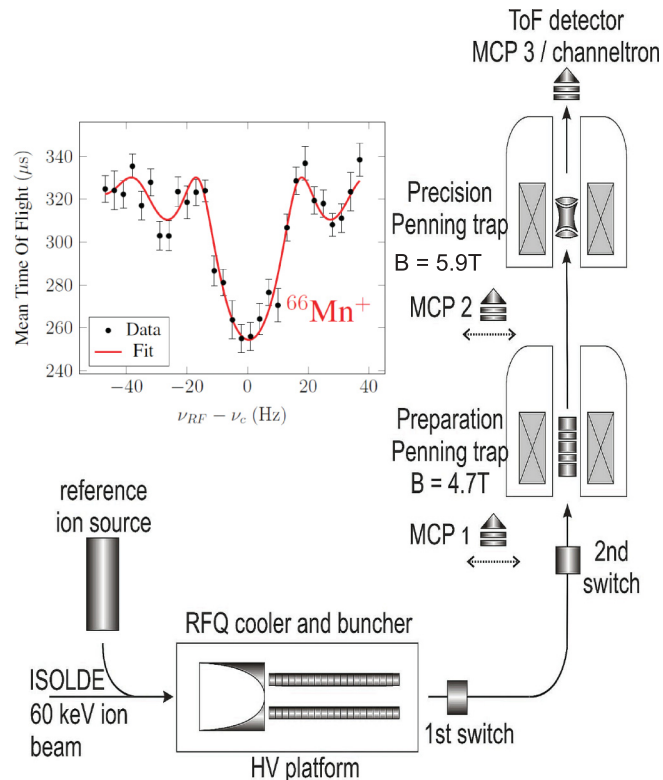 ToF detector
MCP 3 / channeltron
Precision
Penning trap
B = 5.9T
MCP 2
Preparation
Penning trap
B = 4.7T
MCP 1
2nd
switch
Mean Time Of Flight (μs)
340
320
300
280
260
240
−40
−20
0
20
40
ν_RF − ν_c (Hz)
⁶⁶Mn⁺
Data
Fit
reference
ion source
RFQ cooler and buncher
ISOLDE
60 keV ion
beam
HV platform
1st switch